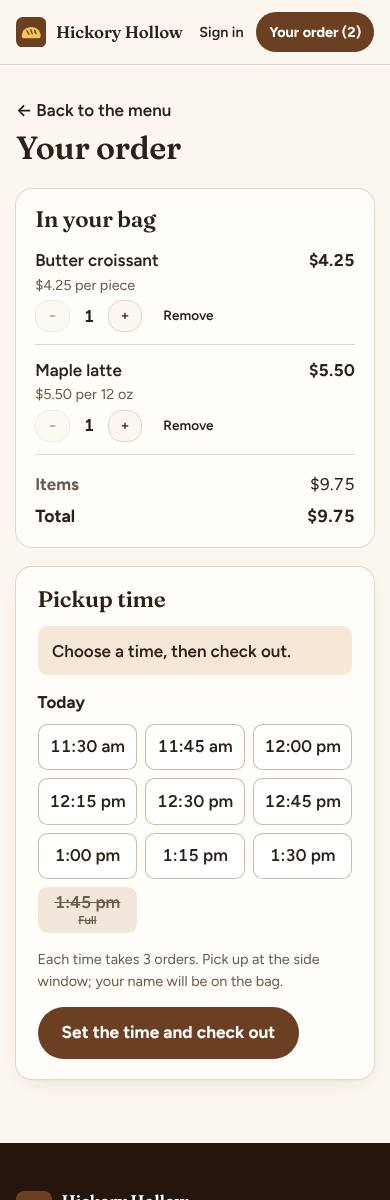 Hickory Hollow
Sign in
Your order (2)
← Back to the menu
Your order
In your bag
Butter croissant $4.25
$4.25 per piece
− 1 + Remove
Maple latte $5.50
$5.50 per 12 oz
− 1 + Remove
Items $9.75
Total $9.75
Pickup time
Choose a time, then check out.
Today
11:30 am 11:45 am 12:00 pm
12:15 pm 12:30 pm 12:45 pm
1:00 pm 1:15 pm 1:30 pm
1:45 pm
Full
Each time takes 3 orders. Pick up at the side
window; your name will be on the bag.
Set the time and check out
Hickory Hollow